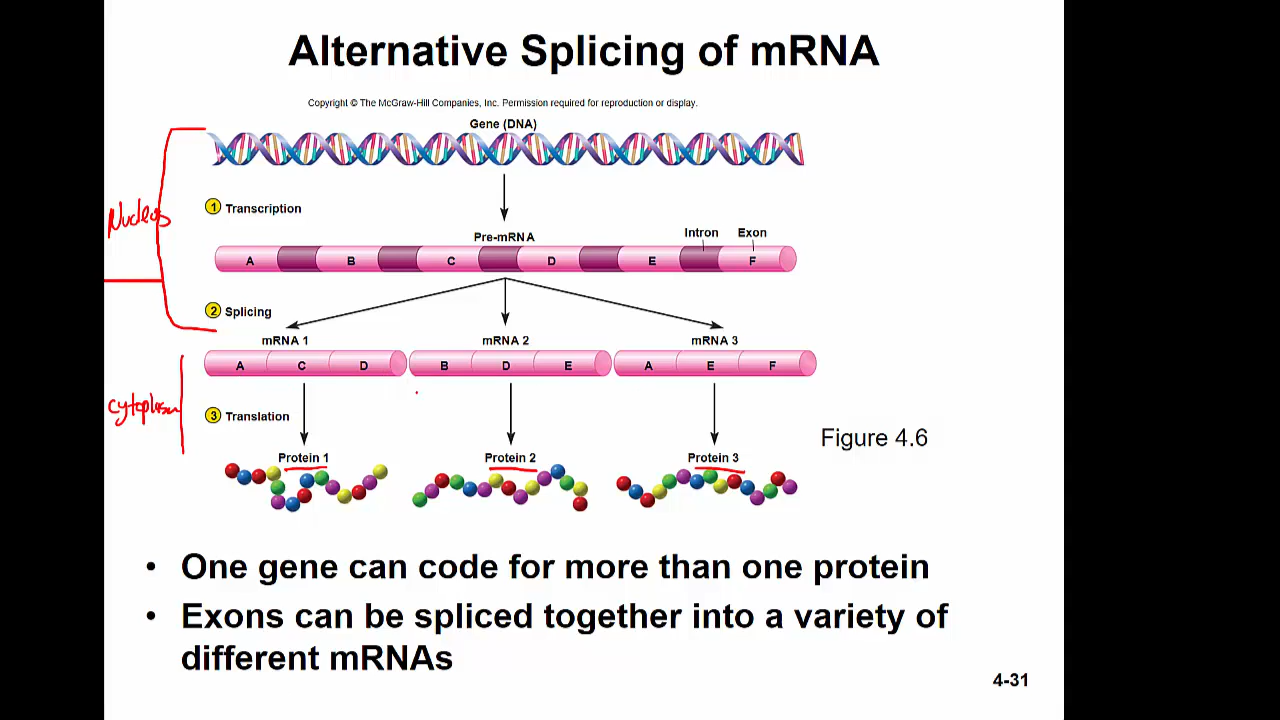 Alternative Splicing of mRNA
Copyright © The McGraw-Hill Companies, Inc. Permission required for reproduction or display.
Gene (DNA)
Nucleus
1 Transcription
Pre-mRNA
Intron Exon
A B C D E F
2 Splicing
mRNA 1 mRNA 2 mRNA 3
A C D B D E A E F
cytoplasm
3 Translation
Figure 4.6
Protein 1 Protein 2 Protein 3
• One gene can code for more than one protein
• Exons can be spliced together into a variety of
different mRNAs
4-31